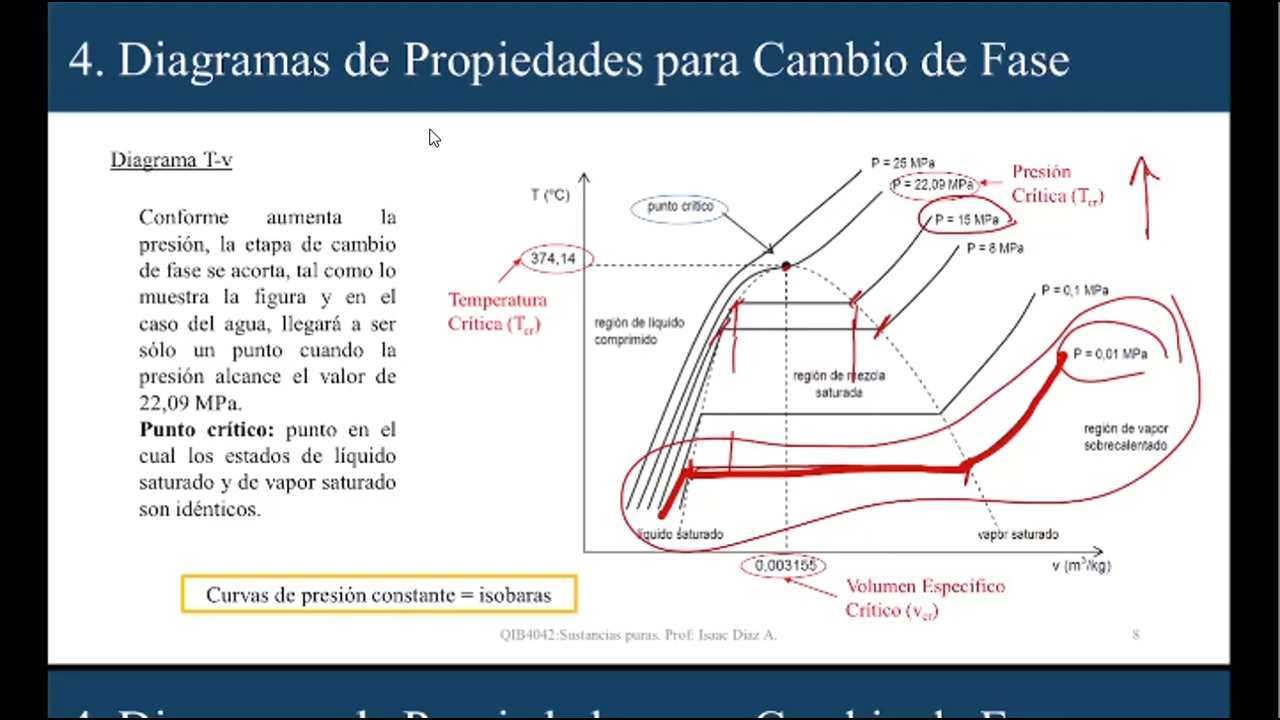 4. Diagramas de Propiedades para Cambio de Fase
Diagrama T-v
Conforme aumenta la
presión, la etapa de cambio
de fase se acorta, tal como lo
muestra la figura y en el
caso del agua, llegará a ser
sólo un punto cuando la
presión alcance el valor de
22,09 MPa.
Punto crítico: punto en el
cual los estados de líquido
saturado y de vapor saturado
son idénticos.
Curvas de presión constante = isobaras
T (ºC)
punto crítico
374,14
Temperatura
Crítica (Tcr)
región de líquido
comprimido
P = 25 MPa
P = 22,09 MPa
Presión
Crítica (Tcr)
P = 15 MPa
P = 8 MPa
P = 0,1 MPa
P = 0,01 MPa
región de mezcla
saturada
región de vapor
sobrecalentado
líquido saturado
vapor saturado
0,003155
v (m³/kg)
Volumen Específico
Crítico (vcr)
QIB4042:Sustancias puras. Prof: Isaac Diaz A.
8